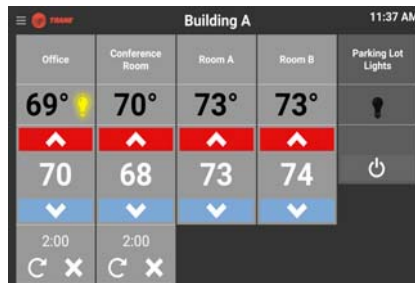 TRANE
Building A
11:37 AM
Office
Conference
Room
Room A
Room B
Parking Lot
Lights
69°
70°
73°
73°
70
68
73
74
2:00
2:00